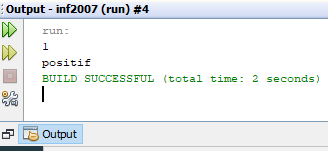 Output - inf2007 (run) #4
run:
1
positif
BUILD SUCCESSFUL (total time: 2 seconds)
Output